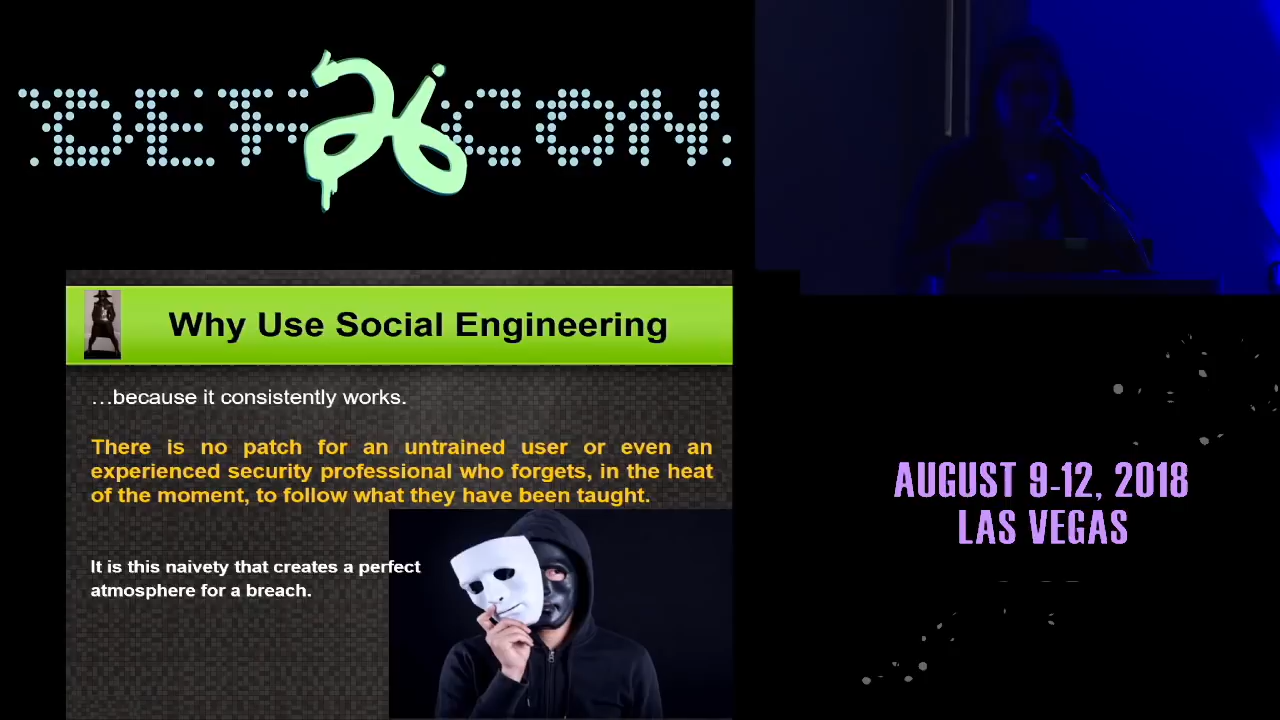 DEF CON 26
Why Use Social Engineering
…because it consistently works.
There is no patch for an untrained user or even an
experienced security professional who forgets, in the heat
of the moment, to follow what they have been taught.
It is this naivety that creates a perfect
atmosphere for a breach.
AUGUST 9-12, 2018
LAS VEGAS